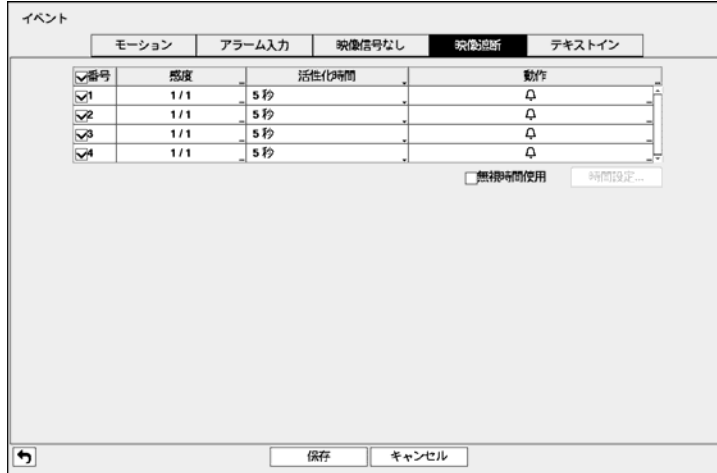 イベント
モーション アラーム入力 映像信号なし 映像遮断 テキストイン
番号 感度 活性化時間 動作
1 1 / 1 5 秒
2 1 / 1 5 秒
3 1 / 1 5 秒
4 1 / 1 5 秒
無視時間使用 時間設定...
保存 キャンセル